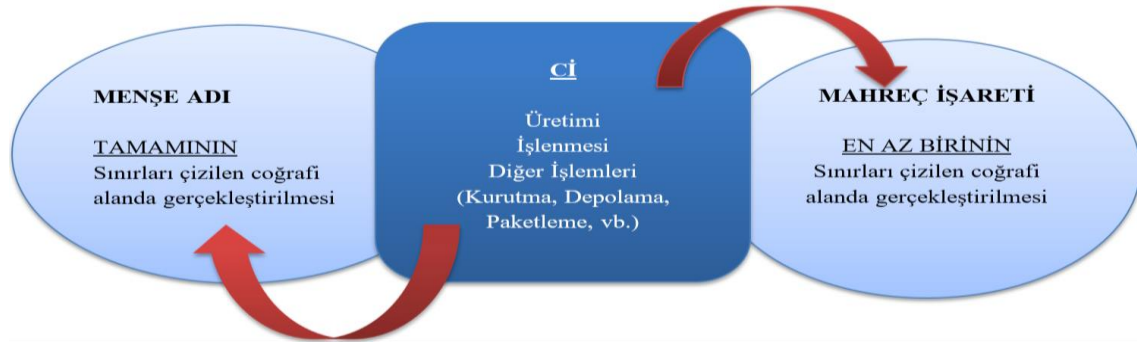 MENŞE ADI
TAMAMININ
Sınırları çizilen coğrafi
alanda gerçekleştirilmesi
Cİ
Üretimi
İşlenmesi
Diğer İşlemleri
(Kurutma, Depolama,
Paketleme, vb.)
MAHREÇ İŞARETİ
EN AZ BİRİNİN
Sınırları çizilen coğrafi
alanda gerçekleştirilmesi